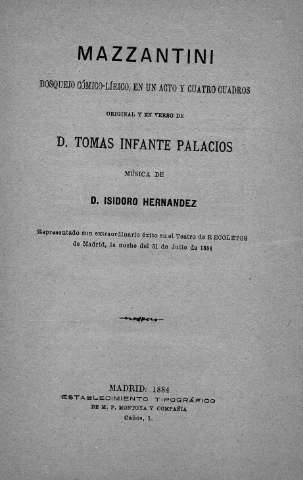 MAZZANTINI
BOSQUEJO CÓMICO-LÍRICO, EN UN ACTO Y CUATRO CUADROS
ORIGINAL Y EN VERSO DE
D. TOMAS INFANTE PALACIOS
MÚSICA DE
D. ISIDORO HERNANDEZ
Representado con extraordinario éxito en el Teatro de RECOLETOS
de Madrid, la noche del 31 de Julio de 1884
MADRID: 1884
ESTABLECIMIENTO TIPOGRÁFICO
DE M. P. MONTOYA Y COMPAÑIA
Caños, 1.